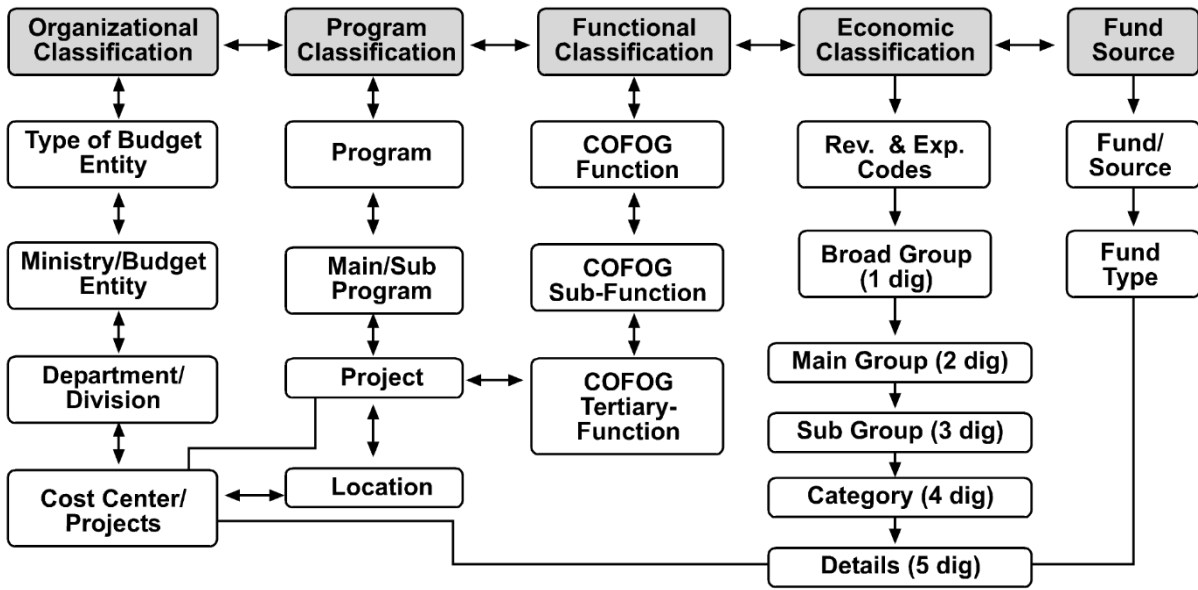 Organizational
Classification
Program
Classification
Functional
Classification
Economic
Classification
Fund
Source
Type of Budget
Entity
Program
COFOG
Function
Rev. & Exp.
Codes
Fund/
Source
Ministry/Budget
Entity
Main/Sub
Program
COFOG
Sub-Function
Broad Group
(1 dig)
Fund
Type
Department/
Division
Project
COFOG
Tertiary-
Function
Main Group (2 dig)
Sub Group (3 dig)
Cost Center/
Projects
Location
Category (4 dig)
Details (5 dig)